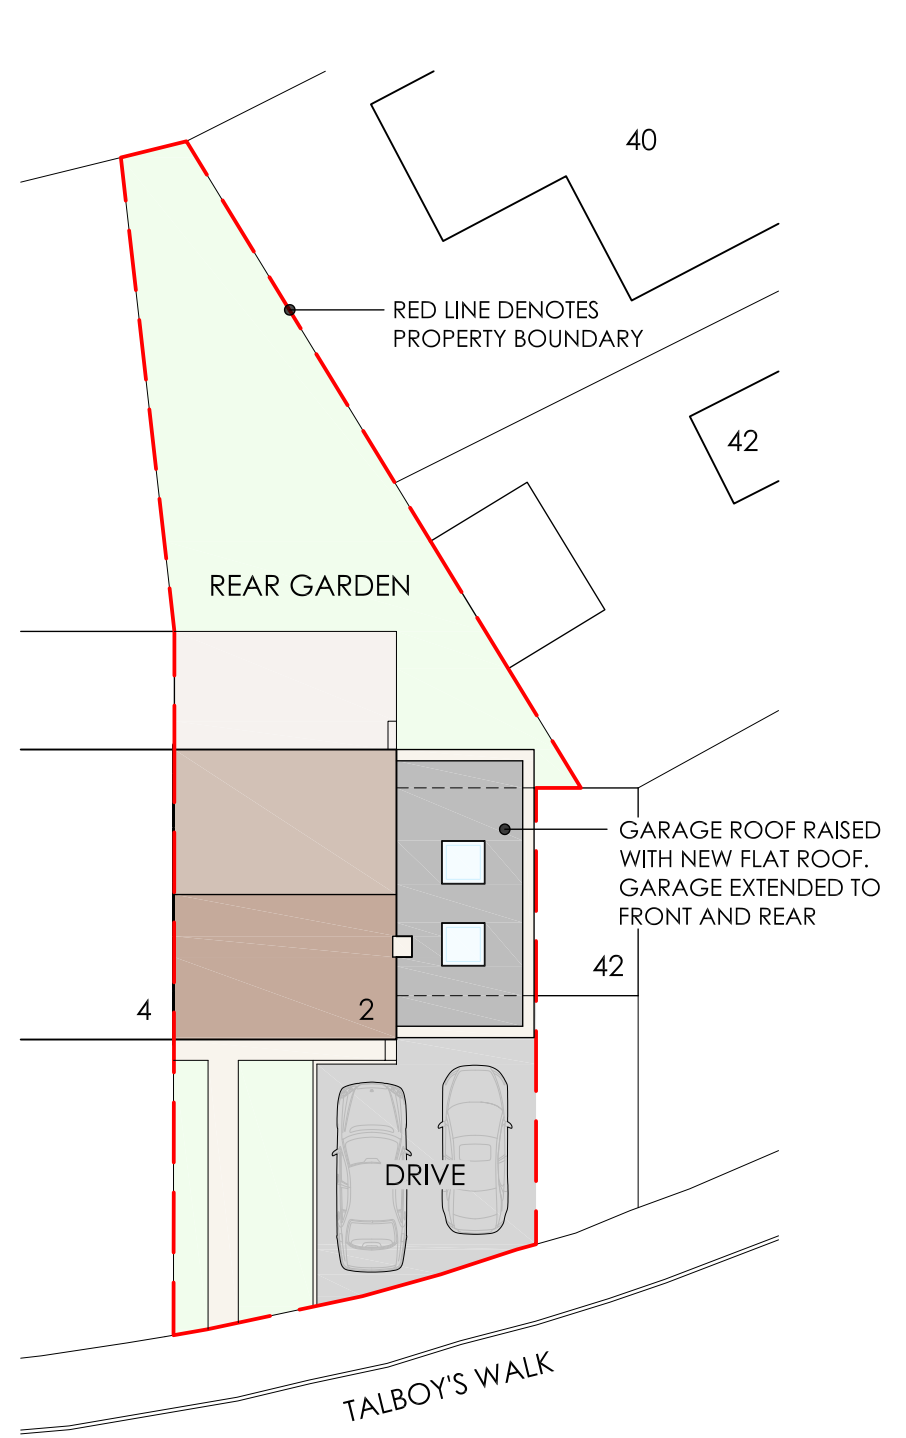 40
RED LINE DENOTES
PROPERTY BOUNDARY
42
REAR GARDEN
GARAGE ROOF RAISED
WITH NEW FLAT ROOF.
GARAGE EXTENDED TO
FRONT AND REAR
42
4
2
DRIVE
TALBOY'S WALK